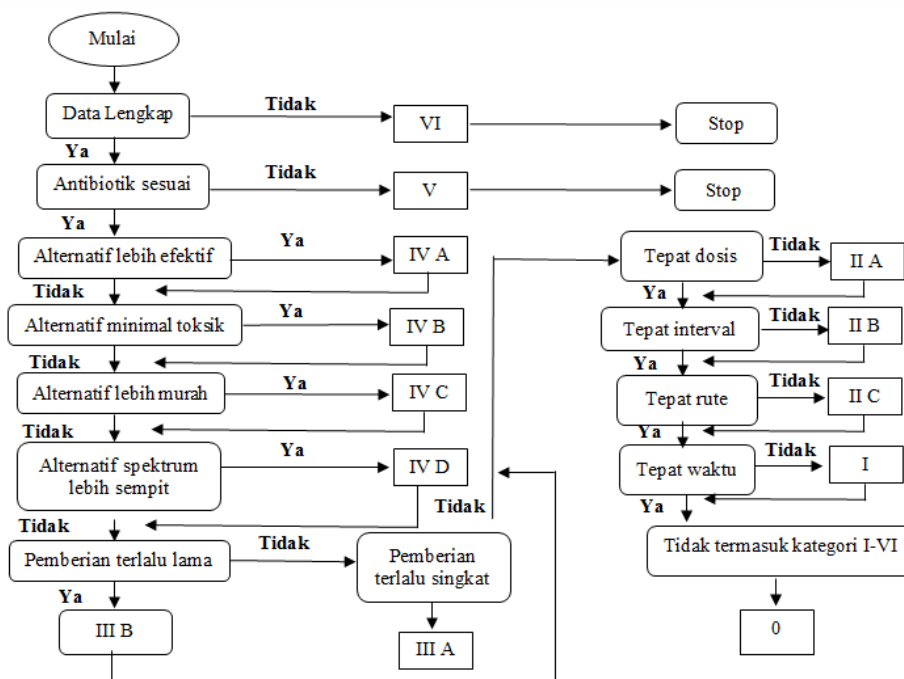 Mulai
Data Lengkap
Tidak
VI
Stop
Ya
Antibiotik sesuai
Tidak
V
Stop
Ya
Alternatif lebih efektif
Ya
IV A
Tidak
Alternatif minimal toksik
Ya
IV B
Tidak
Alternatif lebih murah
Ya
IV C
Tidak
Alternatif spektrum
lebih sempit
Ya
IV D
Tidak
Pemberian terlalu lama
Tidak
Pemberian
terlalu singkat
Tidak
Ya
III B
III A
Tepat dosis
Tidak
II A
Ya
Tepat interval
Tidak
II B
Ya
Tepat rute
Tidak
II C
Ya
Tepat waktu
Tidak
I
Ya
Tidak termasuk kategori I-VI
0